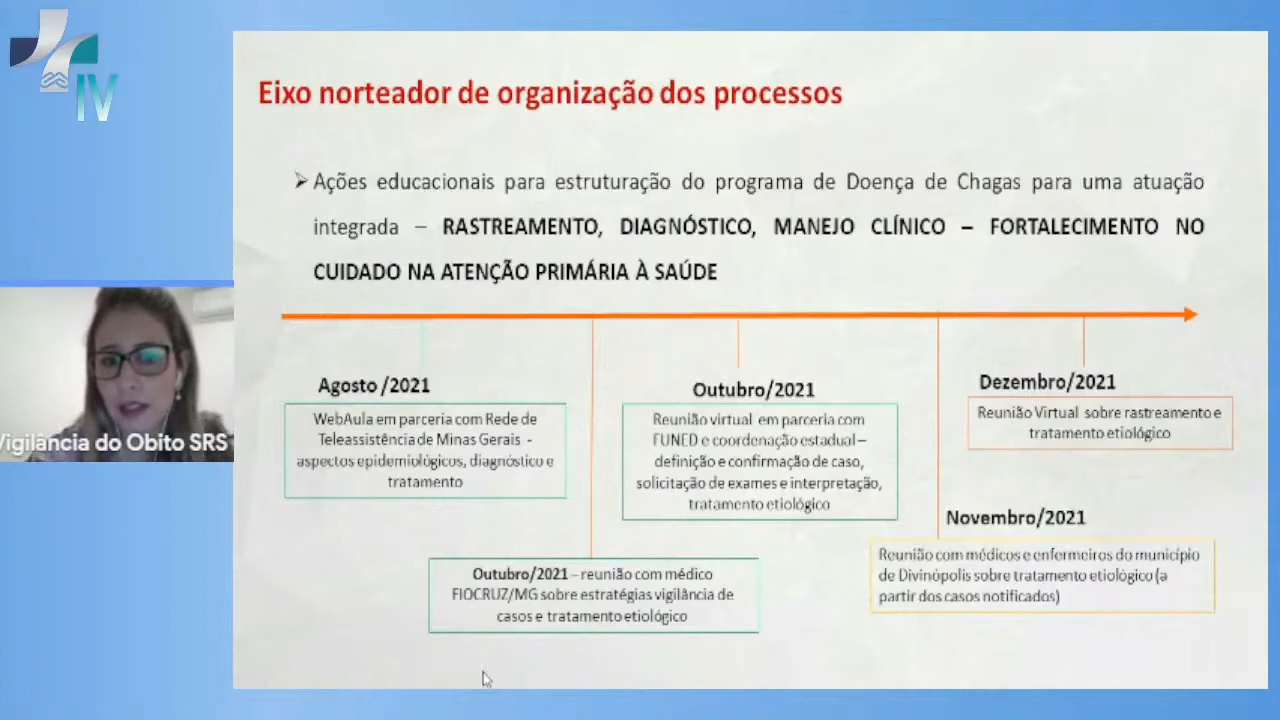 IV
Eixo norteador de organização dos processos
Ações educacionais para estruturação do programa de Doença de Chagas para uma atuação
integrada – RASTREAMENTO, DIAGNÓSTICO, MANEJO CLÍNICO – FORTALECIMENTO NO
CUIDADO NA ATENÇÃO PRIMÁRIA À SAÚDE
Agosto /2021
WebAula em parceria com Rede de
Teleassistência de Minas Gerais -
aspectos epidemiológicos, diagnóstico e
tratamento
Outubro/2021 – reunião com médico
FIOCRUZ/MG sobre estratégias vigilância de
casos e tratamento etiológico
Outubro/2021
Reunião virtual em parceria com
FUNED e coordenação estadual –
definição e confirmação de caso,
solicitação de exames e interpretação,
tratamento etiológico
Novembro/2021
Reunião com médicos e enfermeiros do município
de Divinópolis sobre tratamento etiológico (a
partir dos casos notificados)
Dezembro/2021
Reunião Virtual sobre rastreamento e
tratamento etiológico
Vigilância do Obito SRS